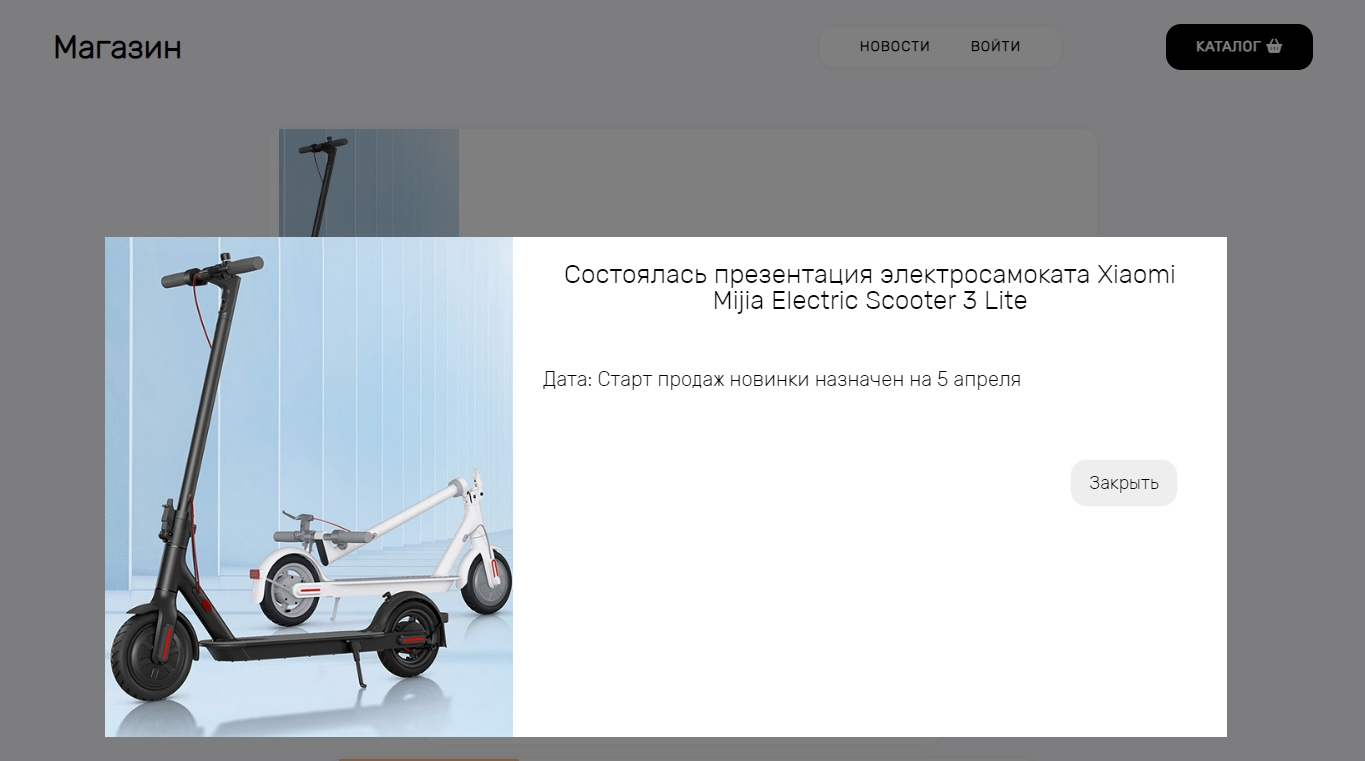 Магазин
НОВОСТИ
ВОЙТИ
КАТАЛОГ
Состоялась презентация электросамоката Xiaomi
Mijia Electric Scooter 3 Lite
Дата: Старт продаж новинки назначен на 5 апреля
Закрыть